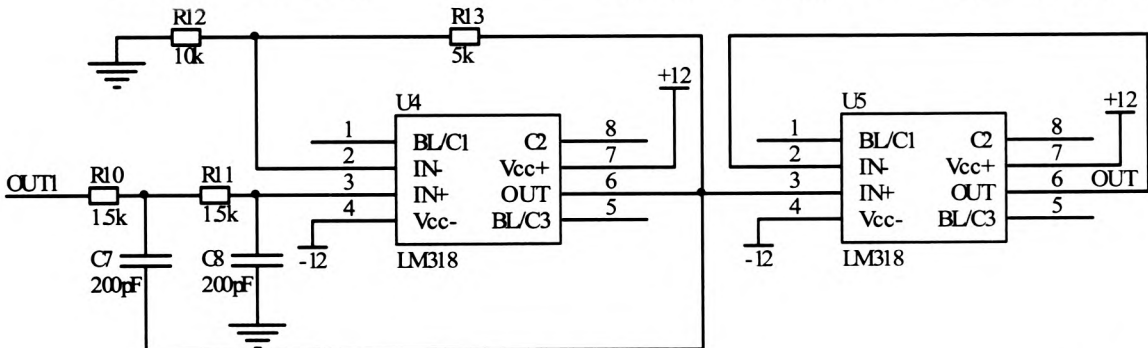 R12
10k
R13
5k
+12
U4
1 BL/C1 C2 8
2 IN- Vcc+ 7
3 IN+ OUT 6
4 Vcc- BL/C3 5
-12
LM318
OUT1
R10
15k
R11
15k
C7
200pF
C8
200pF
+12
U5
1 BL/C1 C2 8
2 IN- Vcc+ 7
3 IN+ OUT 6 OUT
4 Vcc- BL/C3 5
-12
LM318